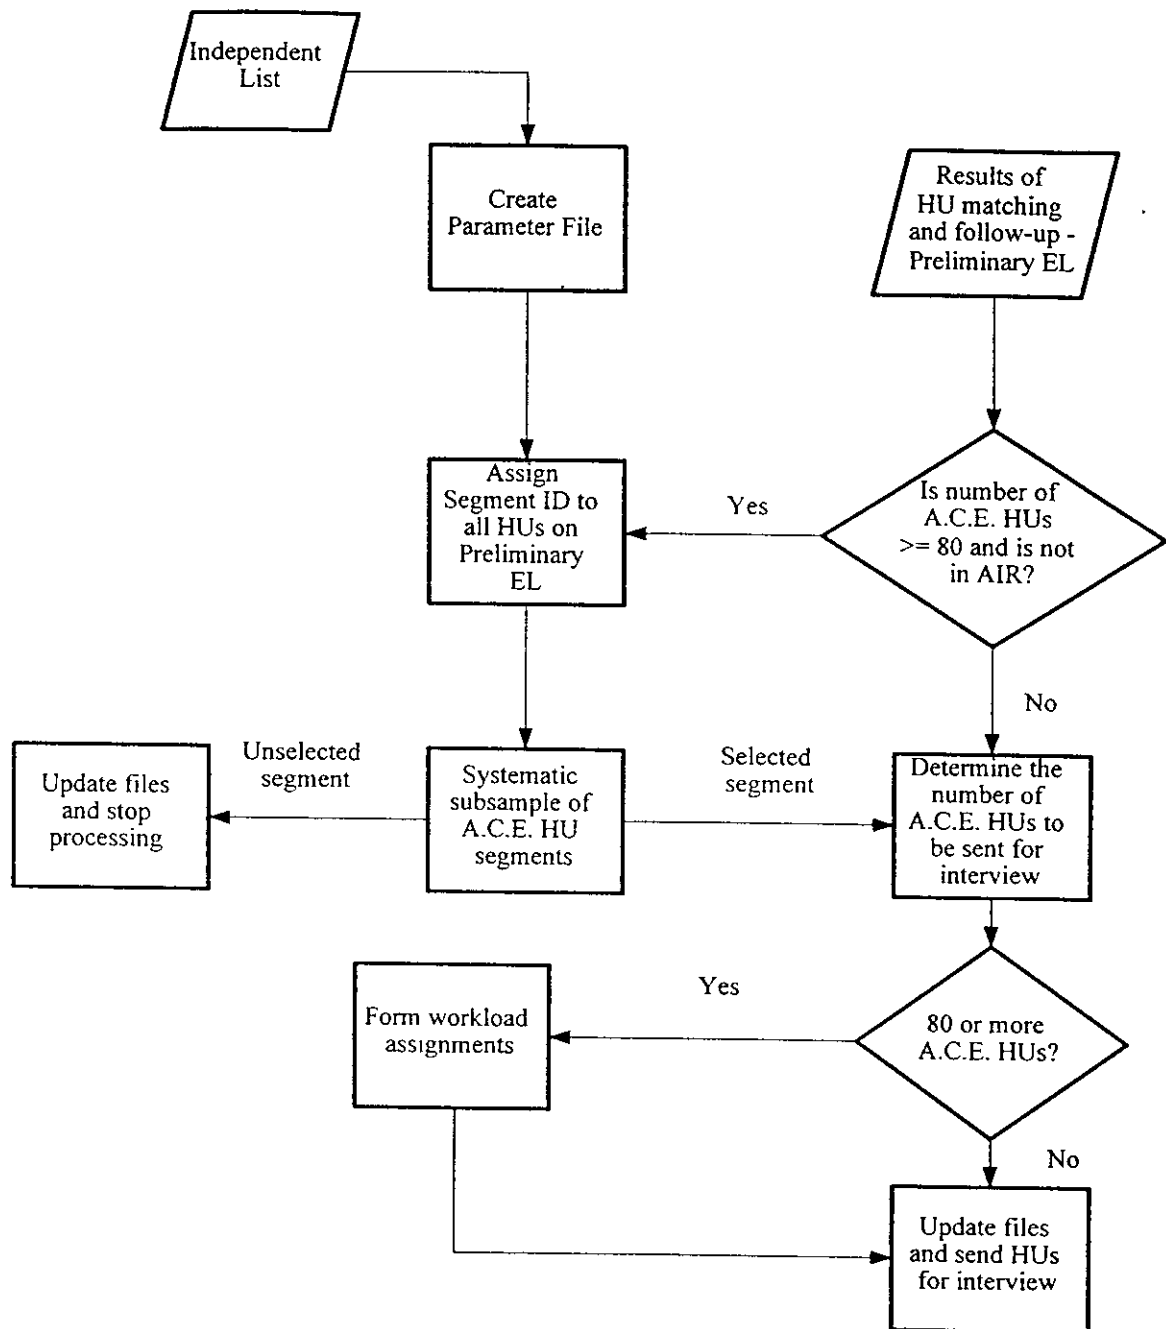 Independent
List
Create
Parameter File
Results of
HU matching
and follow-up -
Preliminary EL
Assign
Segment ID to
all HUs on
Preliminary
EL
Yes
Is number of
A.C.E. HUs
>= 80 and is not
in AIR?
No
Update files
and stop
processing
Unselected
segment
Systematic
subsample of
A.C.E. HU
segments
Selected
segment
Determine the
number of
A.C.E. HUs to
be sent for
interview
Form workload
assignments
Yes
80 or more
A.C.E. HUs?
No
Update files
and send HUs
for interview